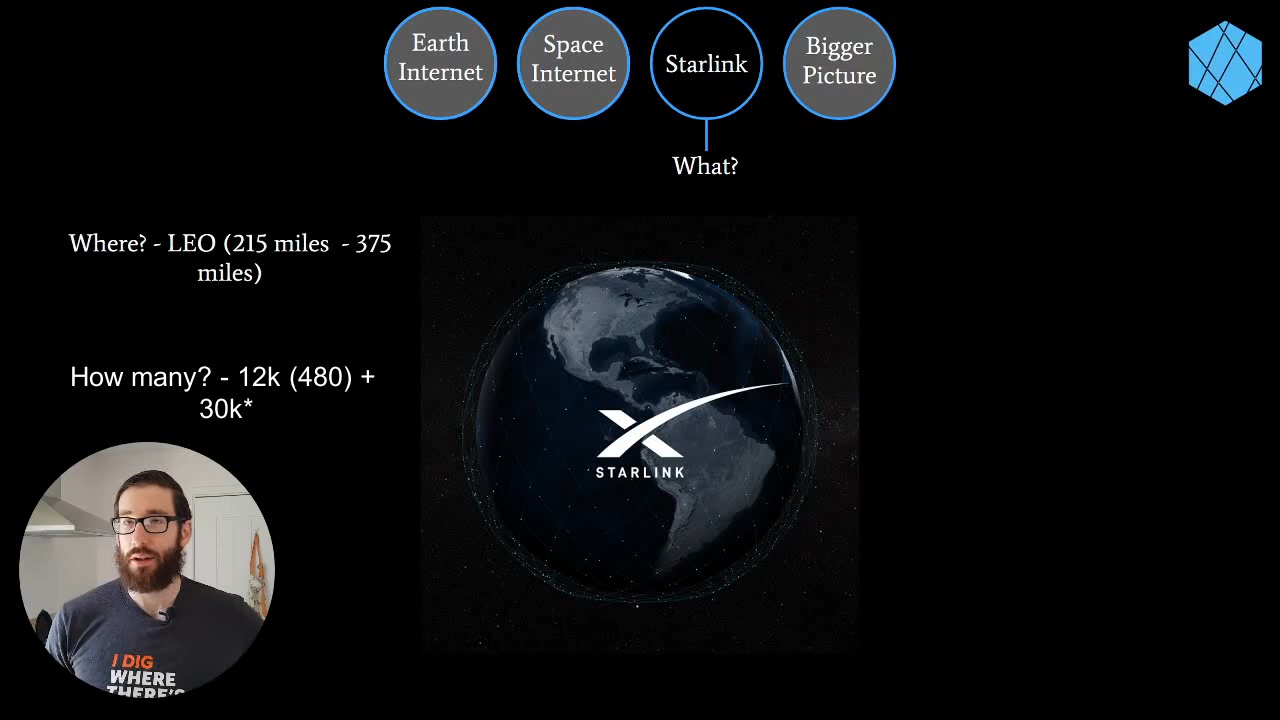 Earth
Internet
Space
Internet
Starlink
Bigger
Picture
What?
Where? - LEO (215 miles  - 375
miles)
How many? - 12k (480) +
30k*
STARLINK
I DIG
WHERE
THERE'S